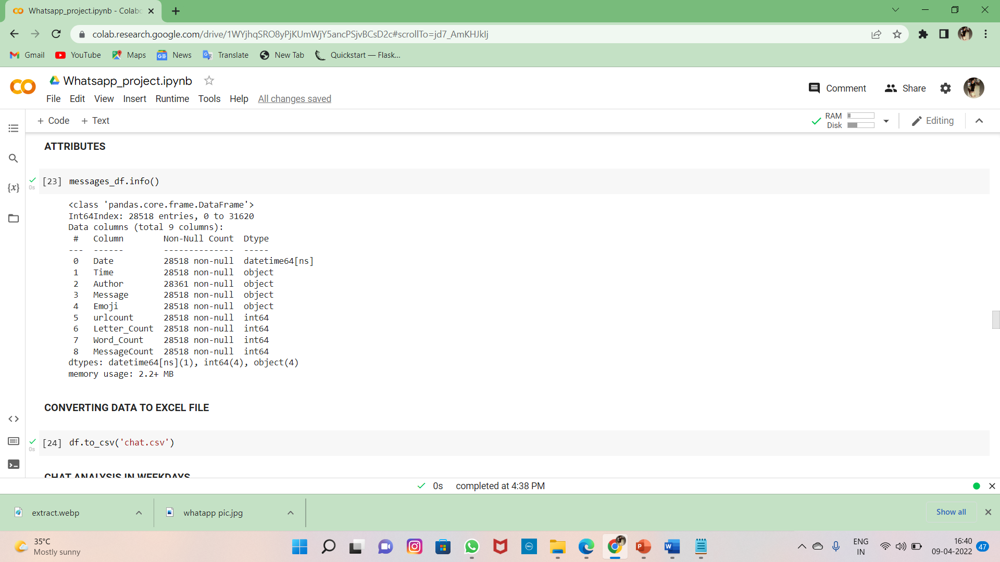 Whatsapp_project.ipynb - Colabo
colab.research.google.com/drive/1WYjhqSRO8yPjKUmWjY5ancPSjvBCsD2c#scrollTo=jd7_AmKHJkIj
Gmail YouTube Maps News Translate New Tab Quickstart — Flask...
Whatsapp_project.ipynb
Comment Share
File Edit View Insert Runtime Tools Help All changes saved
+ Code + Text
RAM
Disk
Editing
ATTRIBUTES
[23] messages_df.info()
0s
<class 'pandas.core.frame.DataFrame'>
Int64Index: 28518 entries, 0 to 31620
Data columns (total 9 columns):
 #   Column        Non-Null Count  Dtype
---  ------        --------------  -----
 0   Date          28518 non-null  datetime64[ns]
 1   Time          28518 non-null  object
 2   Author        28361 non-null  object
 3   Message       28518 non-null  object
 4   Emoji         28518 non-null  object
 5   urlcount      28518 non-null  int64
 6   Letter_Count  28518 non-null  int64
 7   Word_Count    28518 non-null  int64
 8   MessageCount  28518 non-null  int64
dtypes: datetime64[ns](1), int64(4), object(4)
memory usage: 2.2+ MB
CONVERTING DATA TO EXCEL FILE
[24] df.to_csv('chat.csv')
0s
CHAT ANALYSIS IN WEEKDAYS
0s completed at 4:38 PM
extract.webp whatapp pic.jpg Show all
35°C
Mostly sunny
ENG
IN
16:40
09-04-2022
47